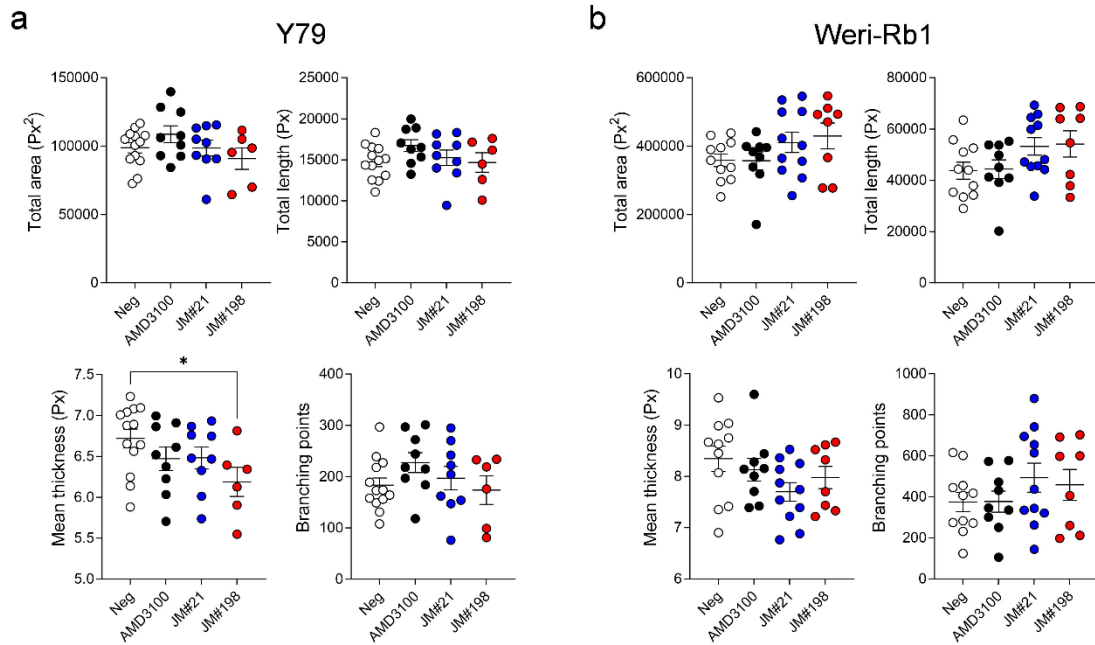 a
Y79
b
Weri-Rb1
Total area (Px²)
150000
100000
50000
0
Neg
AMD3100
JM#21
JM#198
Total length (Px)
25000
20000
15000
10000
5000
0
Neg
AMD3100
JM#21
JM#198
Total area (Px²)
600000
400000
200000
0
Neg
AMD3100
JM#21
JM#198
Total length (Px)
80000
60000
40000
20000
0
Neg
AMD3100
JM#21
JM#198
Mean thickness (Px)
7.5
7.0
6.5
6.0
5.5
5.0
*
Neg
AMD3100
JM#21
JM#198
Branching points
400
300
200
100
0
Neg
AMD3100
JM#21
JM#198
Mean thickness (Px)
10
9
8
7
6
Neg
AMD3100
JM#21
JM#198
Branching points
1000
800
600
400
200
0
Neg
AMD3100
JM#21
JM#198